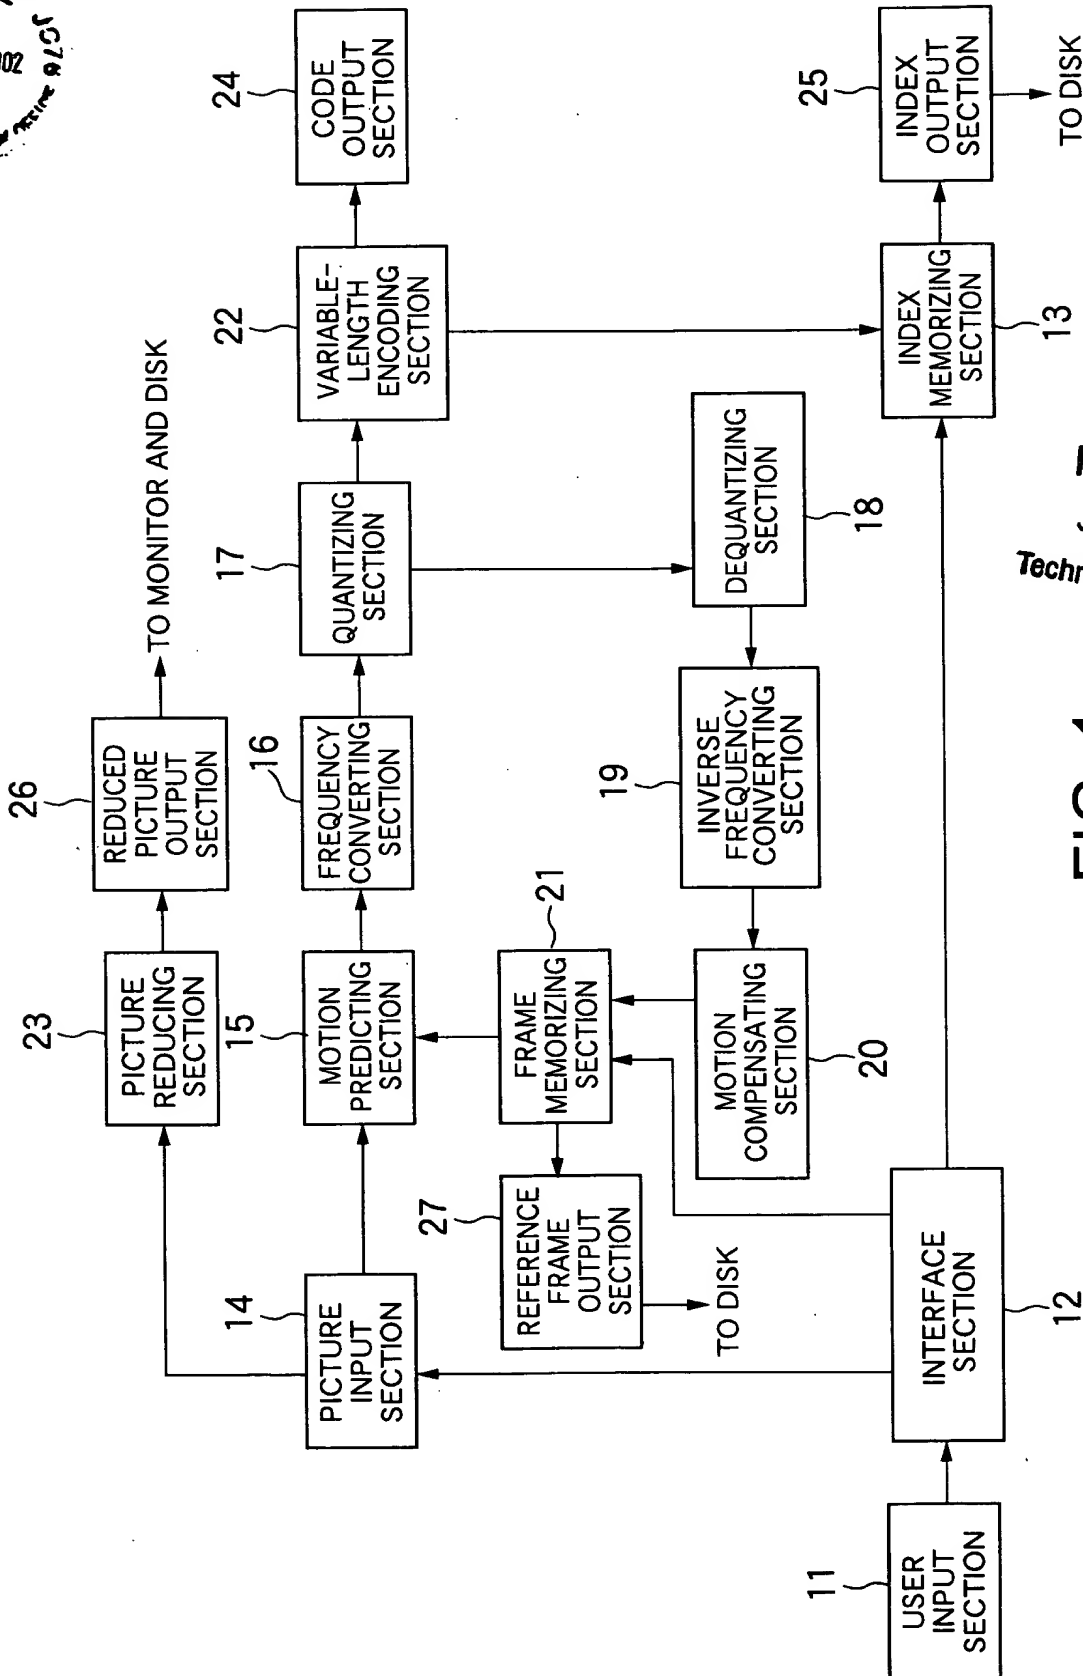 26
REDUCED
PICTURE
OUTPUT
SECTION
TO MONITOR AND DISK
23
PICTURE
REDUCING
SECTION
14
PICTURE
INPUT
SECTION
15
MOTION
PREDICTING
SECTION
16
FREQUENCY
CONVERTING
SECTION
17
QUANTIZING
SECTION
22
VARIABLE-
LENGTH
ENCODING
SECTION
24
CODE
OUTPUT
SECTION
27
REFERENCE
FRAME
OUTPUT
SECTION
TO DISK
21
FRAME
MEMORIZING
SECTION
20
MOTION
COMPENSATING
SECTION
19
INVERSE
FREQUENCY
CONVERTING
SECTION
18
DEQUANTIZING
SECTION
11
USER
INPUT
SECTION
12
INTERFACE
SECTION
13
INDEX
MEMORIZING
SECTION
25
INDEX
OUTPUT
SECTION
TO DISK